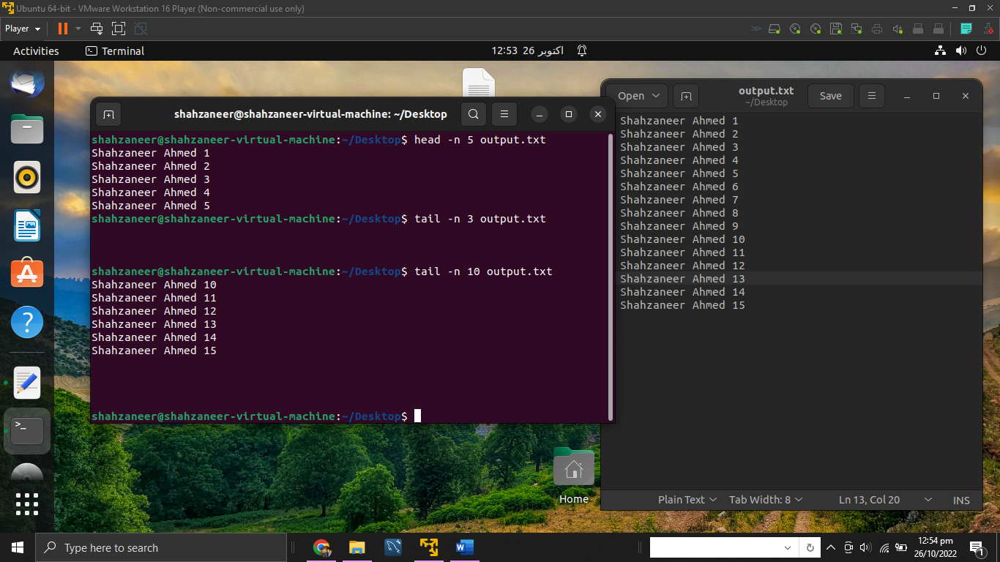 Ubuntu 64-bit - VMware Workstation 16 Player (Non-commercial use only)
Player
Activities
Terminal
12:53 26 اکتوبر
shahzaneer@shahzaneer-virtual-machine: ~/Desktop
shahzaneer@shahzaneer-virtual-machine:~/Desktop$ head -n 5 output.txt
Shahzaneer Ahmed 1
Shahzaneer Ahmed 2
Shahzaneer Ahmed 3
Shahzaneer Ahmed 4
Shahzaneer Ahmed 5
shahzaneer@shahzaneer-virtual-machine:~/Desktop$ tail -n 3 output.txt
shahzaneer@shahzaneer-virtual-machine:~/Desktop$ tail -n 10 output.txt
Shahzaneer Ahmed 10
Shahzaneer Ahmed 11
Shahzaneer Ahmed 12
Shahzaneer Ahmed 13
Shahzaneer Ahmed 14
Shahzaneer Ahmed 15
shahzaneer@shahzaneer-virtual-machine:~/Desktop$
Open
output.txt
~/Desktop
Save
Shahzaneer Ahmed 1
Shahzaneer Ahmed 2
Shahzaneer Ahmed 3
Shahzaneer Ahmed 4
Shahzaneer Ahmed 5
Shahzaneer Ahmed 6
Shahzaneer Ahmed 7
Shahzaneer Ahmed 8
Shahzaneer Ahmed 9
Shahzaneer Ahmed 10
Shahzaneer Ahmed 11
Shahzaneer Ahmed 12
Shahzaneer Ahmed 13
Shahzaneer Ahmed 14
Shahzaneer Ahmed 15
Plain Text
Tab Width: 8
Ln 13, Col 20
INS
Home
Type here to search
12:54 pm
26/10/2022
1